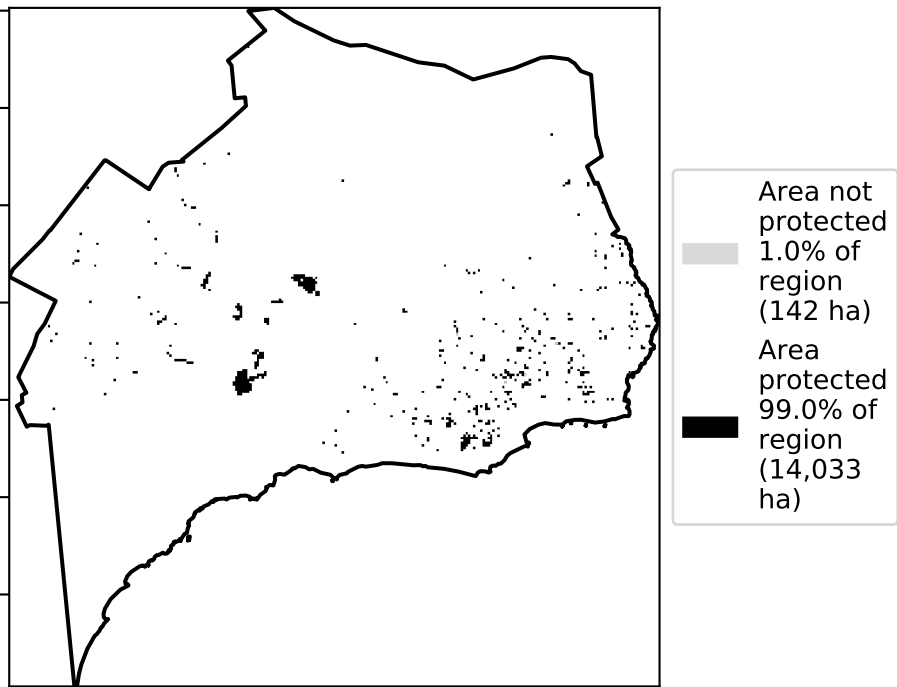 Area not
protected
1.0% of
region
(142 ha)
Area
protected
99.0% of
region
(14,033
ha)